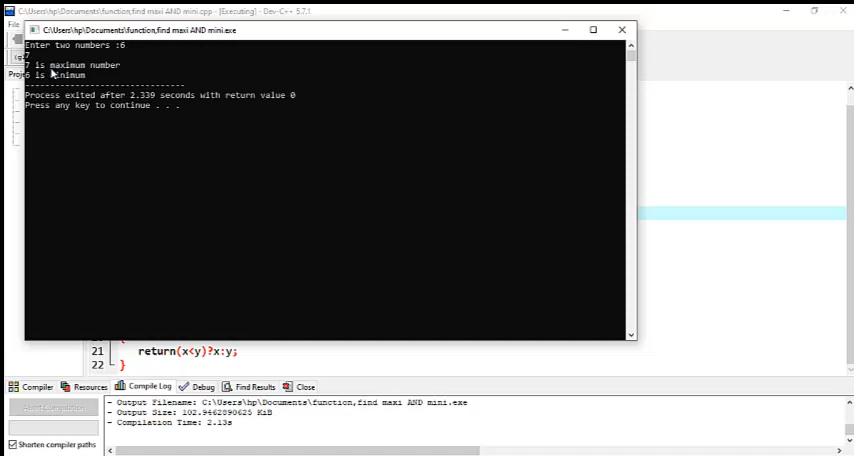 C:\Users\hp\Documents\function,find maxi AND mini.cpp - [Executing] - Dev-C++ 5.7.1
File
C:\Users\hp\Documents\function,find maxi AND mini.exe
Enter two numbers :6
7
7 is maximum number
6 is minimum
--------------------------------
Process exited after 2.339 seconds with return value 0
Press any key to continue . . .
(g
Proj
21 return(x<y)?x:y;
22 }
Compiler Resources Compile Log Debug Find Results Close
Abort Compilation
Shorten compiler paths
- Output Filename: C:\Users\hp\Documents\function,find maxi AND mini.exe
- Output Size: 102.9462890625 KiB
- Compilation Time: 2.13s